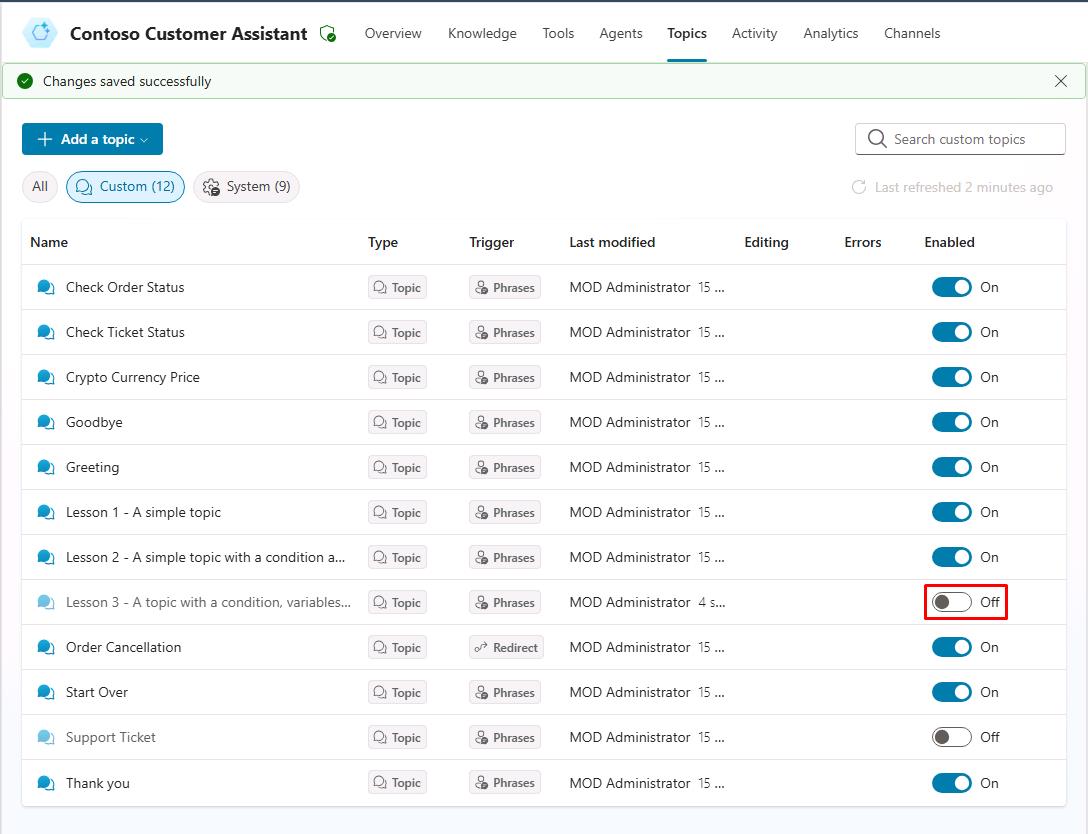 Contoso Customer Assistant Overview Knowledge Tools Agents Topics Activity Analytics Channels
Changes saved successfully
Add a topic Search custom topics
All Custom (12) System (9) Last refreshed 2 minutes ago
Name Type Trigger Last modified Editing Errors Enabled
Check Order Status Topic Phrases MOD Administrator 15 ... On
Check Ticket Status Topic Phrases MOD Administrator 15 ... On
Crypto Currency Price Topic Phrases MOD Administrator 15 ... On
Goodbye Topic Phrases MOD Administrator 15 ... On
Greeting Topic Phrases MOD Administrator 15 ... On
Lesson 1 - A simple topic Topic Phrases MOD Administrator 15 ... On
Lesson 2 - A simple topic with a condition a... Topic Phrases MOD Administrator 15 ... On
Lesson 3 - A topic with a condition, variables... Topic Phrases MOD Administrator 4 s... Off
Order Cancellation Topic Redirect MOD Administrator 15 ... On
Start Over Topic Phrases MOD Administrator 15 ... On
Support Ticket Topic Phrases MOD Administrator 15 ... Off
Thank you Topic Phrases MOD Administrator 15 ... On